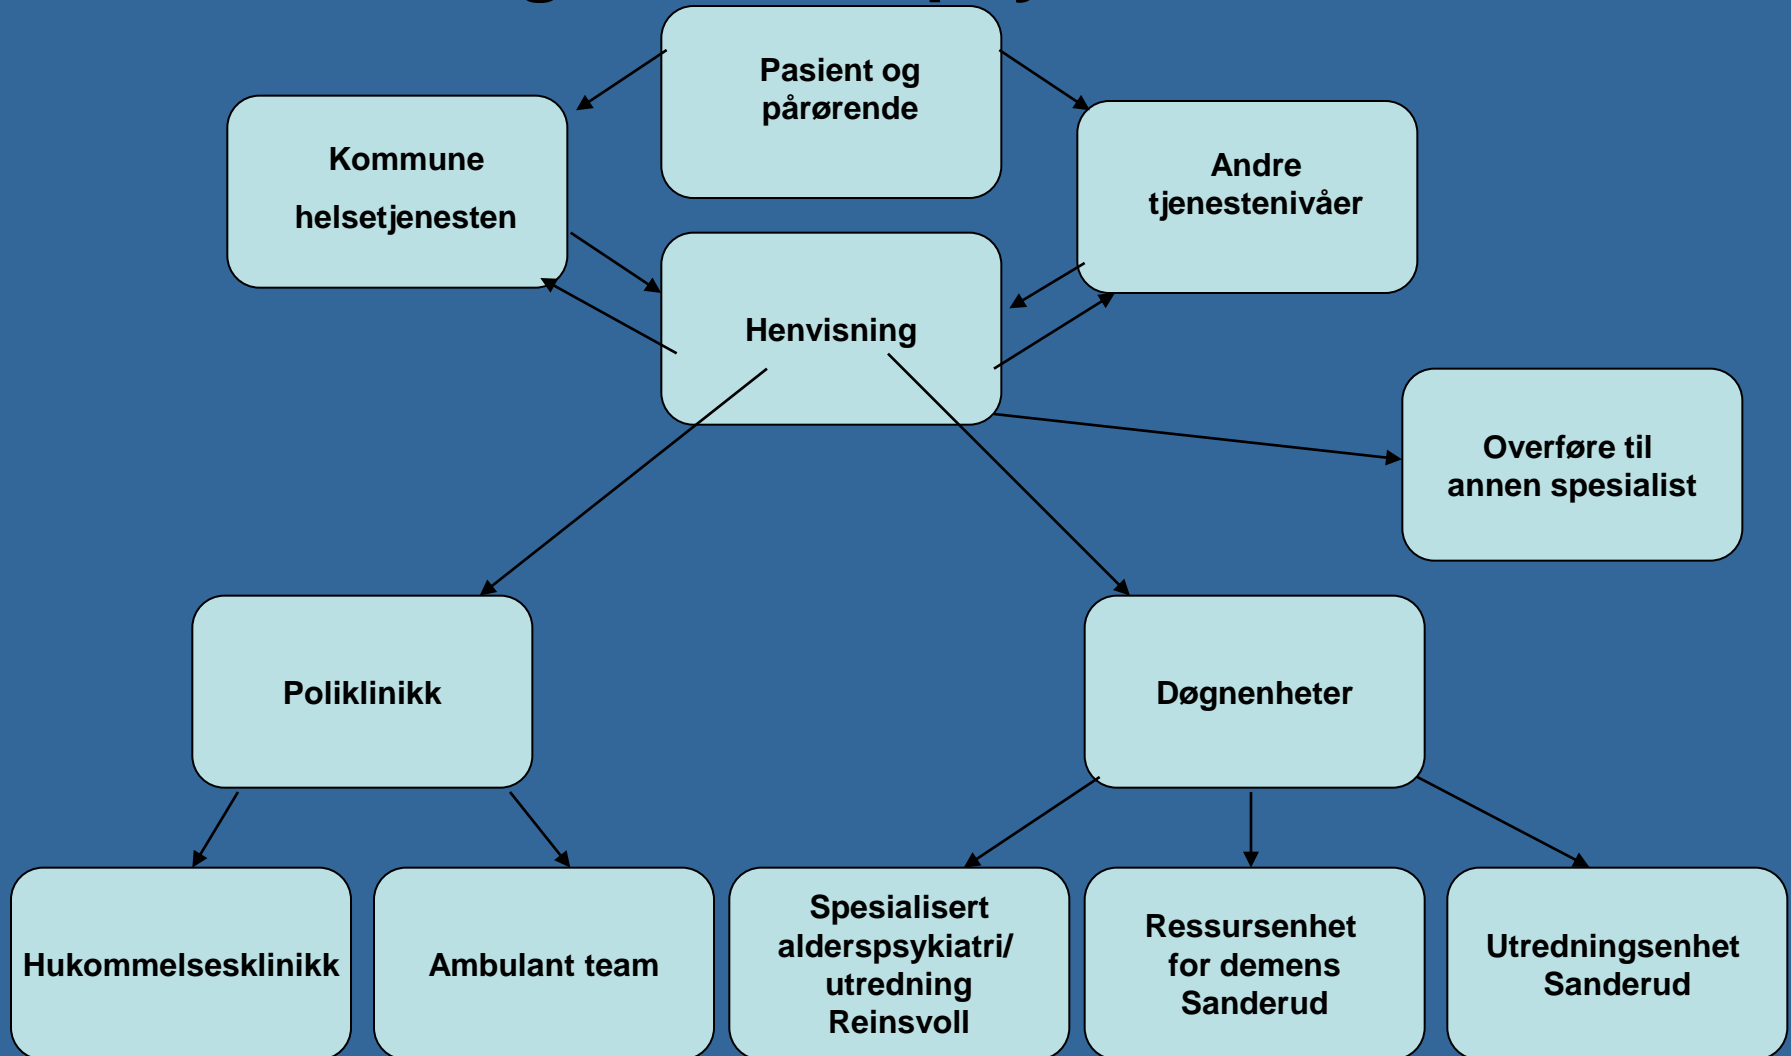 Pasient og
pårørende
Kommune
helsetjenesten
Andre
tjenestenivåer
Henvisning
Overføre til
annen spesialist
Poliklinikk
Døgnenheter
Hukommelsesklinikk
Ambulant team
Spesialisert
alderspsykiatri/
utredning
Reinsvoll
Ressursenhet
for demens
Sanderud
Utredningsenhet
Sanderud